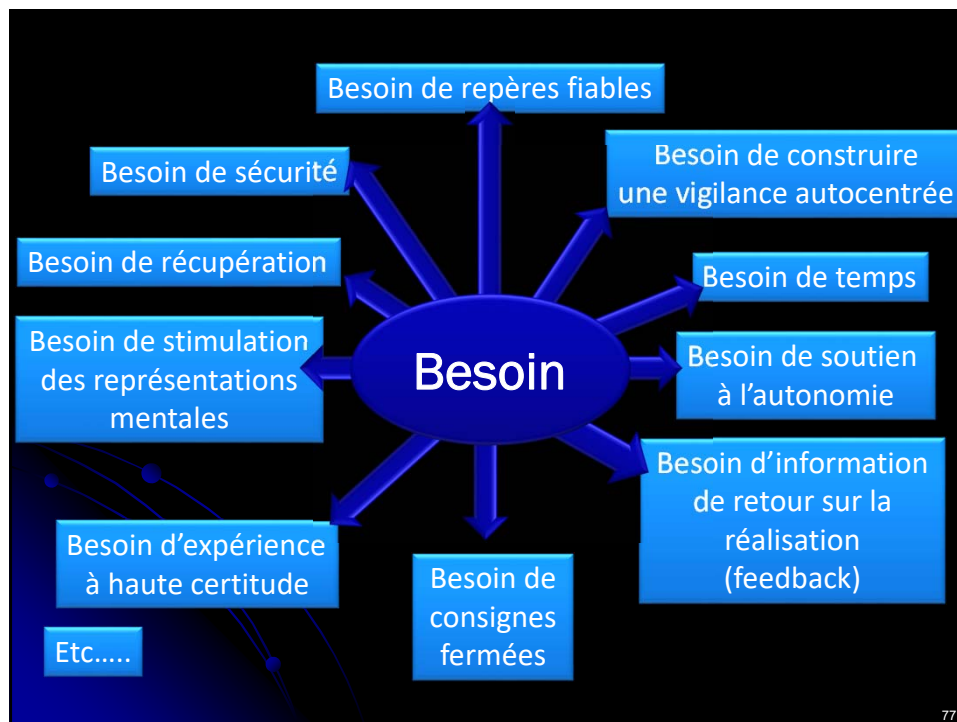 Besoin de repères fiables
Besoin de construire
une vigilance autocentrée
Besoin de sécurité
Besoin de récupération
Besoin de temps
Besoin de stimulation
des représentations
mentales
Besoin
Besoin de soutien
à l’autonomie
Besoin d’information
de retour sur la
réalisation
(feedback)
Besoin d’expérience
à haute certitude
Besoin de
consignes
fermées
Etc…..
77